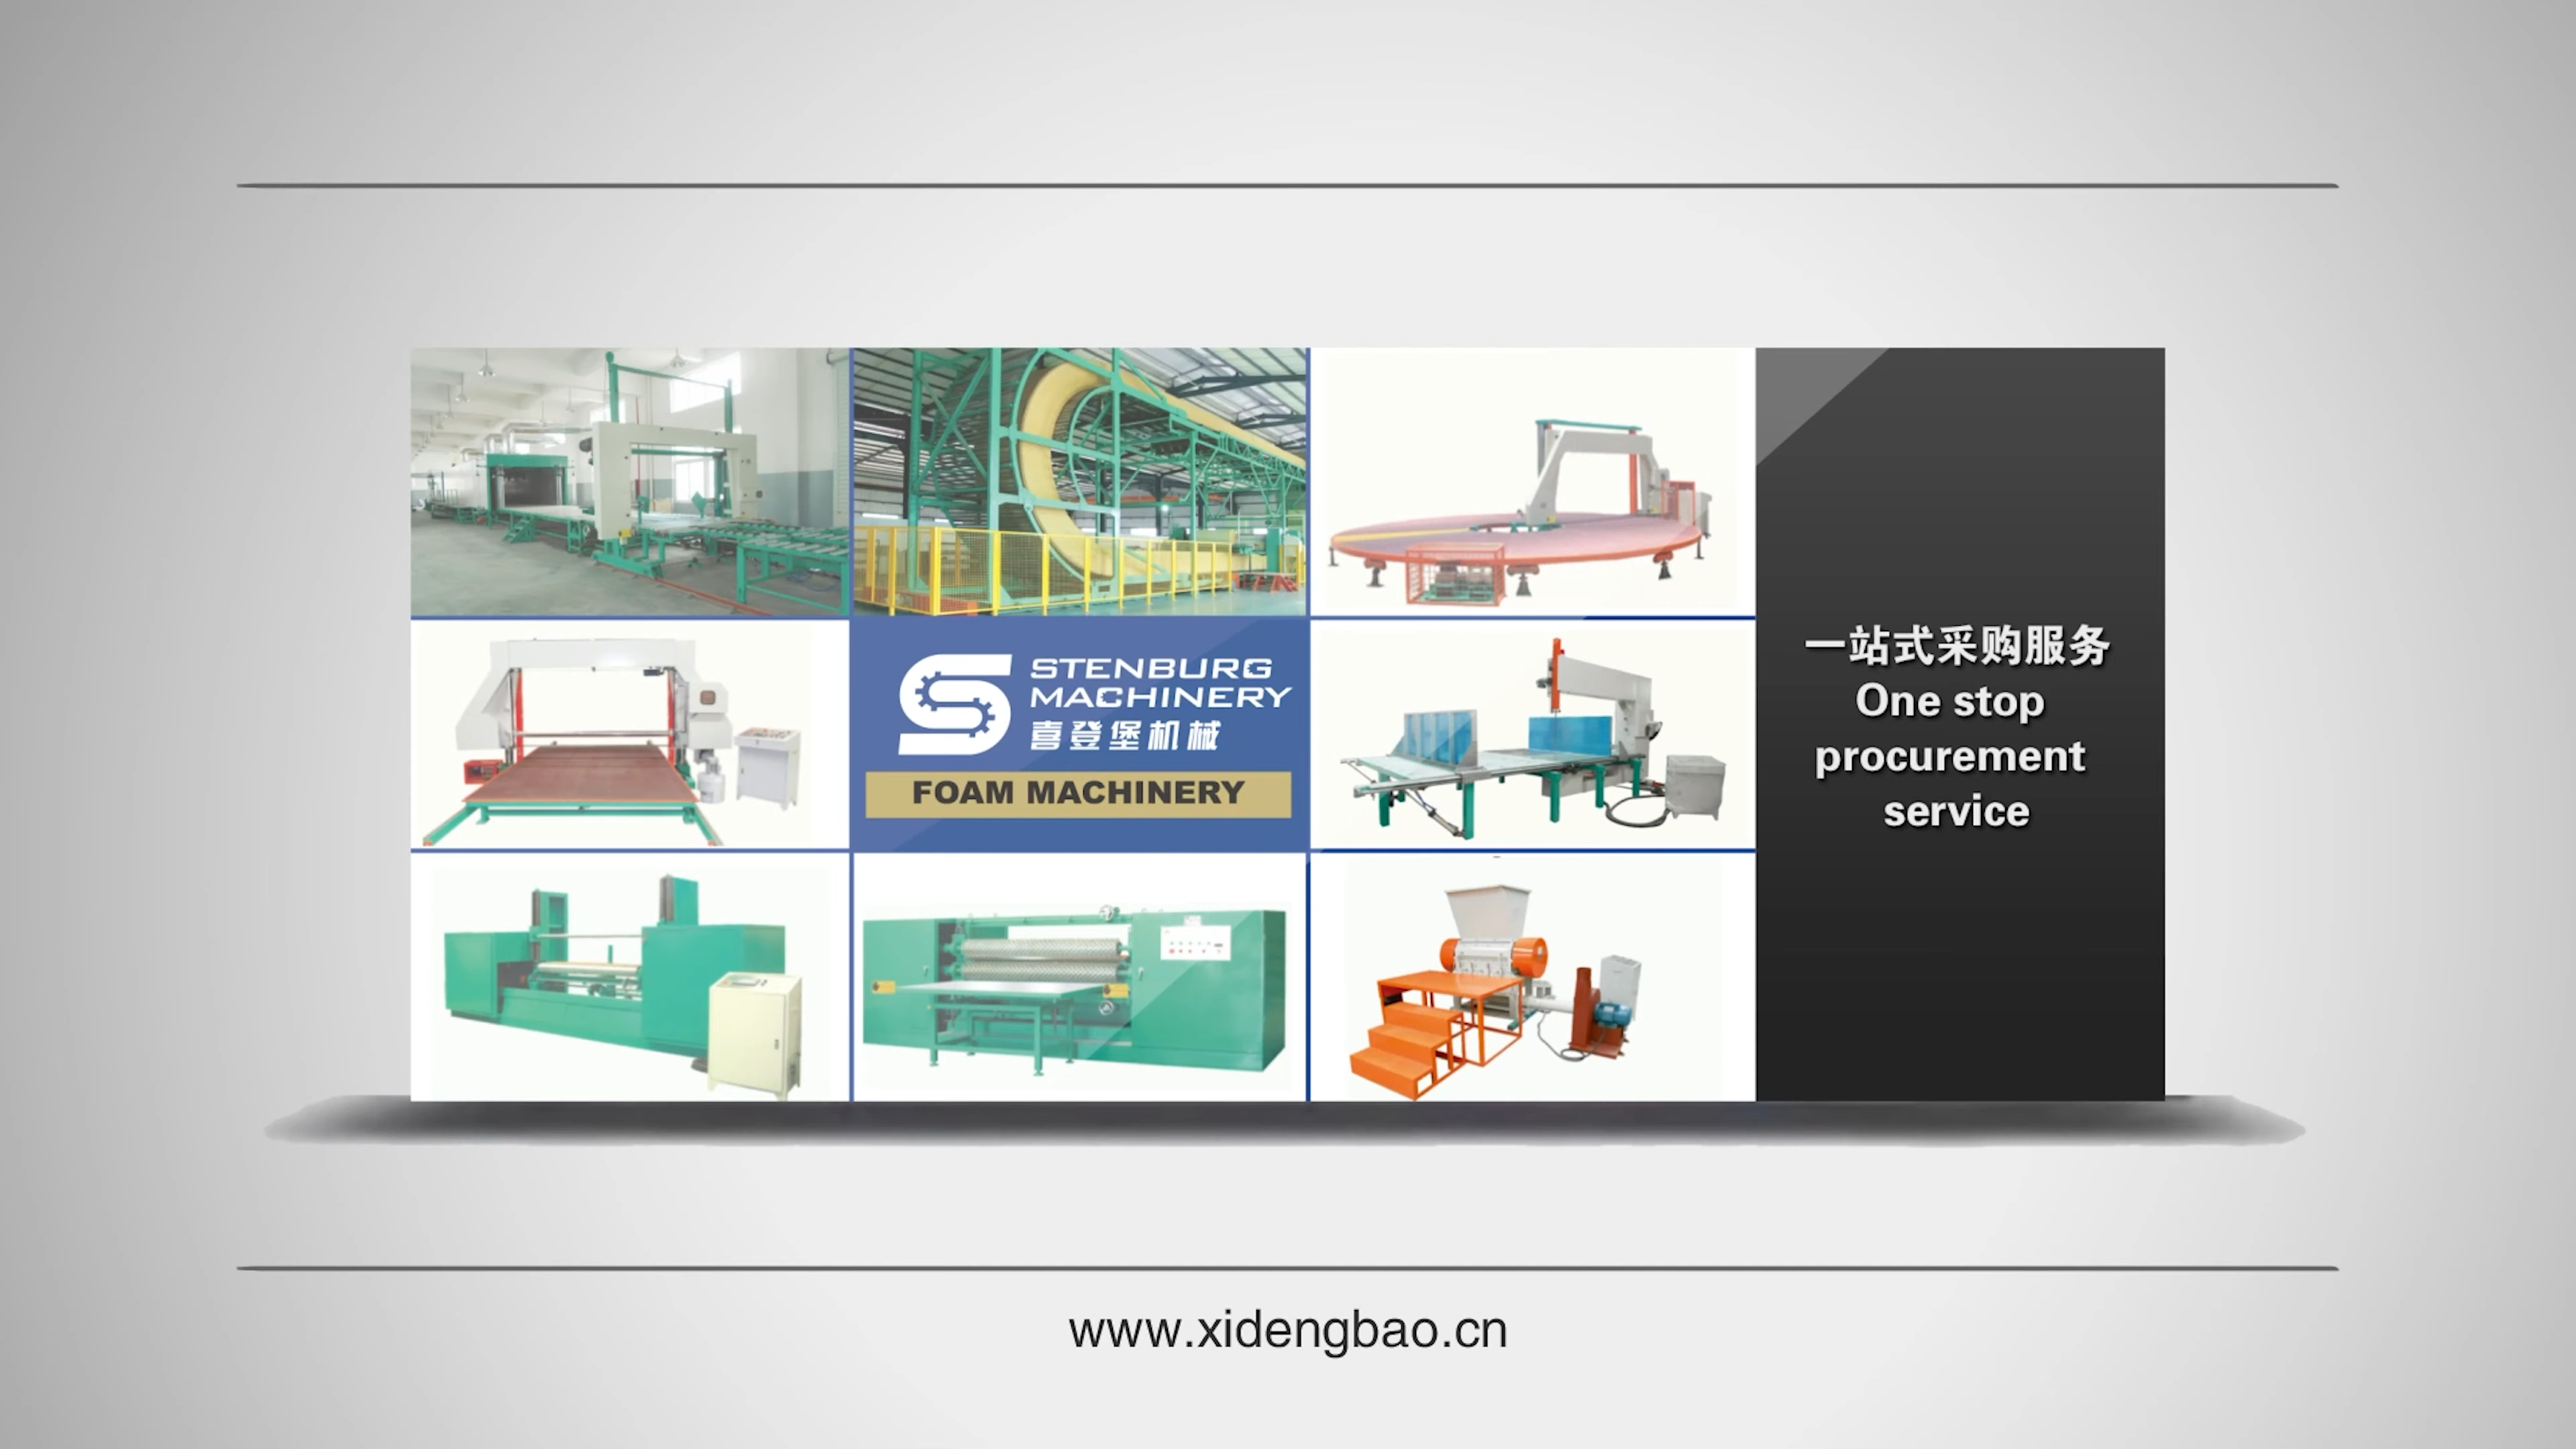 STENBURG
MACHINERY
喜登堡机械
FOAM MACHINERY
一站式采购服务
One stop
procurement
service
www.xidengbao.cn